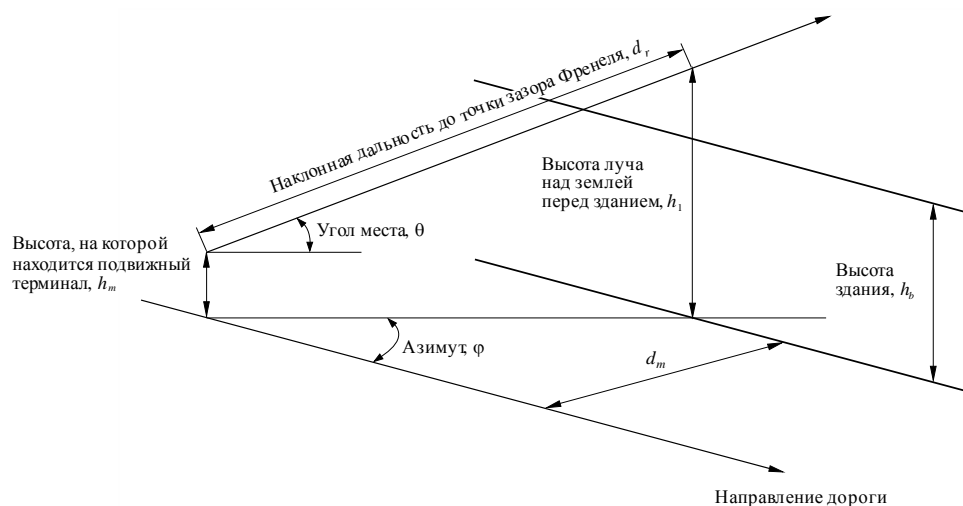 Наклонная дальность до точки зазора Френеля, d_r
Высота луча
над землей
перед зданием, h_1
Угол места, θ
Высота, на которой
находится подвижный
терминал, h_m
Высота
здания, h_b
Азимут, φ
d_m
Направление дороги